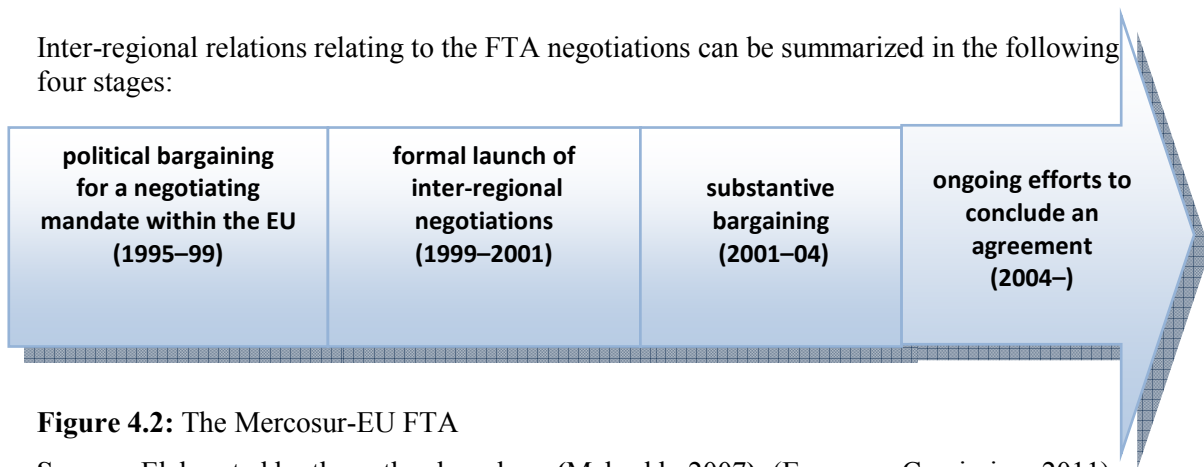 Inter-regional relations relating to the FTA negotiations can be summarized in the following
four stages:
political bargaining
for a negotiating
mandate within the EU
(1995–99)
formal launch of
inter-regional
negotiations
(1999–2001)
substantive
bargaining
(2001–04)
ongoing efforts to
conclude an
agreement
(2004–)
Figure 4.2: The Mercosur-EU FTA